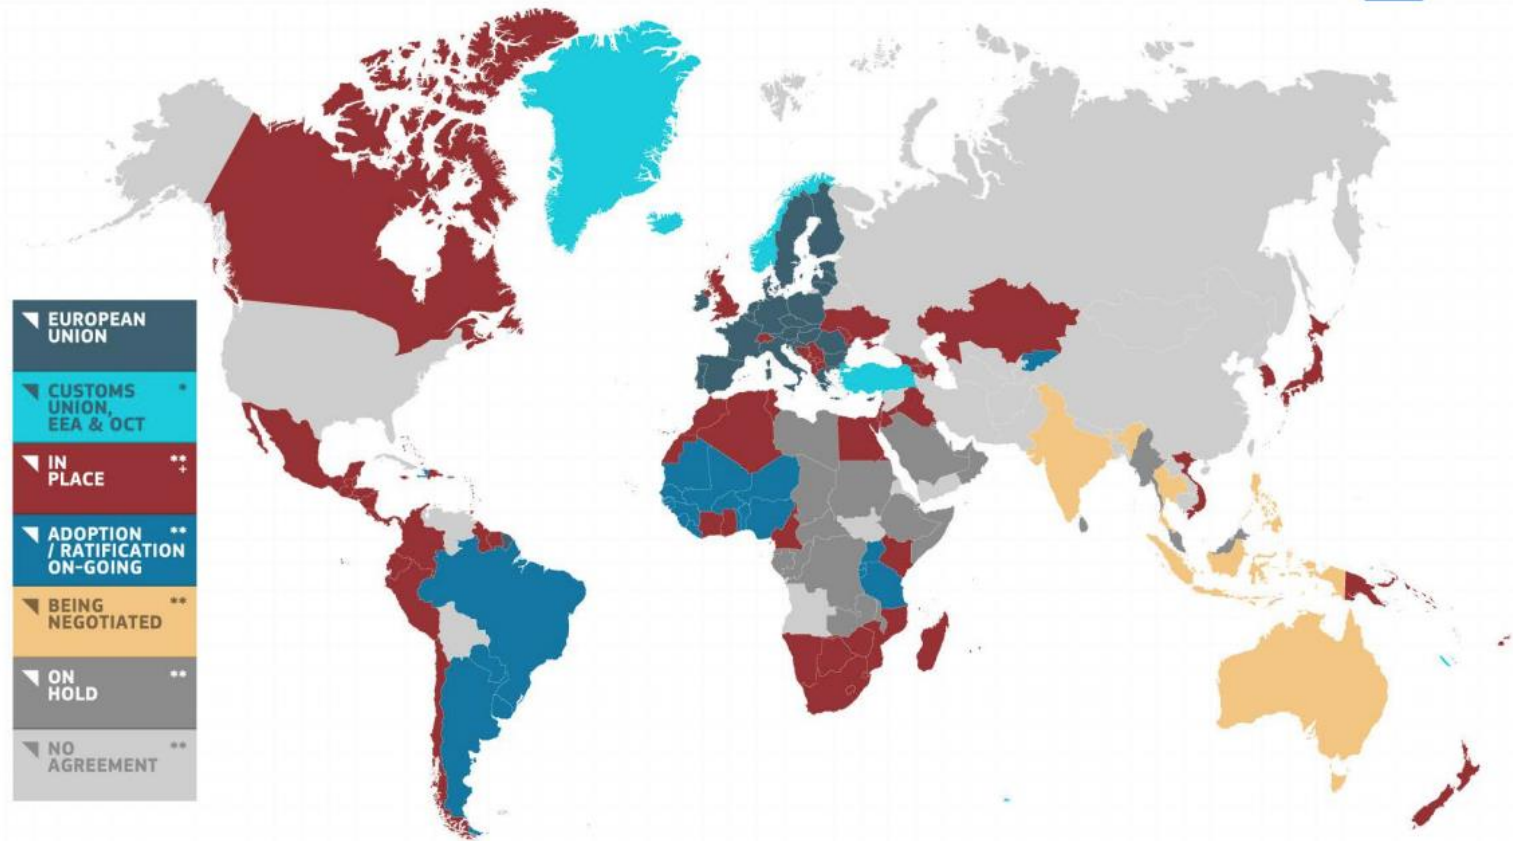 EUROPEAN
UNION
CUSTOMS *
UNION,
EEA & OCT
IN **
PLACE +
ADOPTION **
/ RATIFICATION
ON-GOING
BEING **
NEGOTIATED
ON **
HOLD
NO **
AGREEMENT